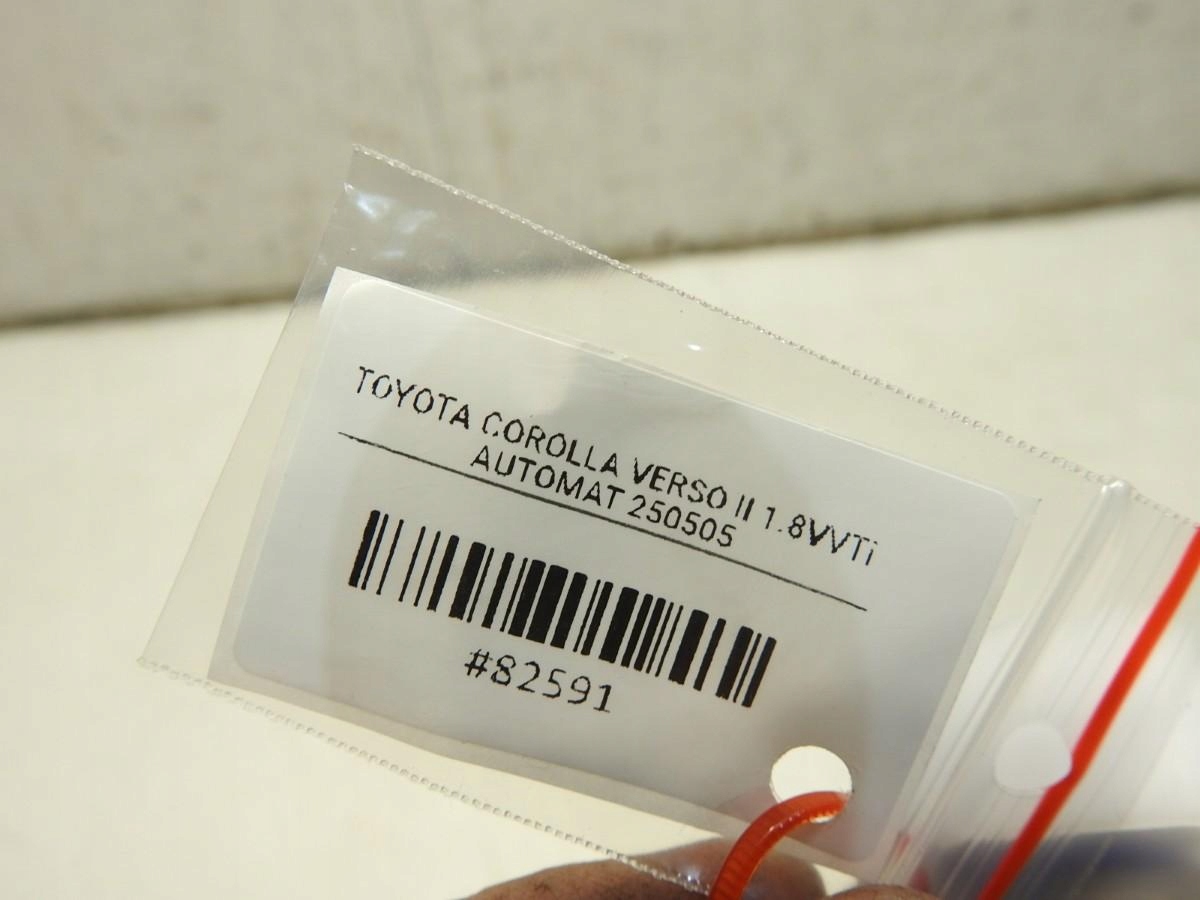 TOYOTA COROLLA VERSO II 1.8VVTi
AUTOMAT 250505
#82591